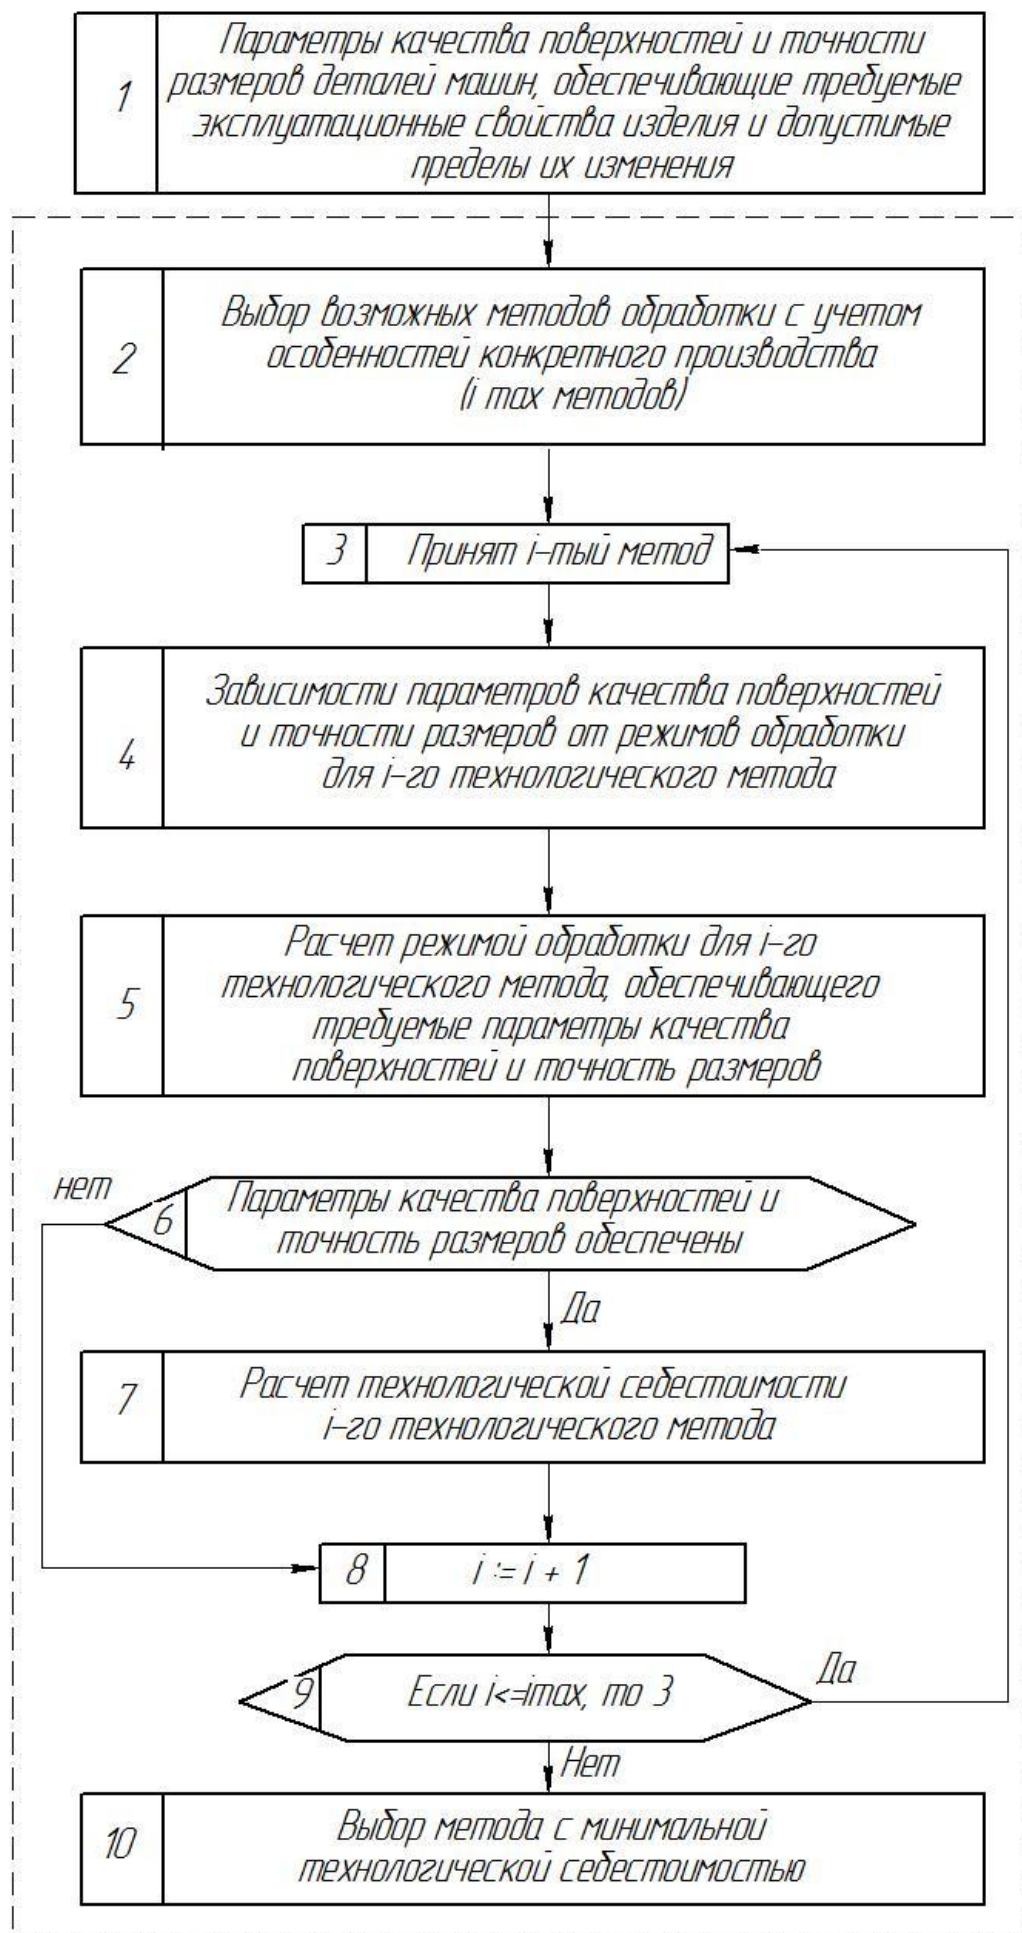 1
Параметры качества поверхностей и точности
размеров деталей машин, обеспечивающие требуемые
эксплуатационные свойства изделия и допустимые
пределы их изменения
2
Выбор возможных методов обработки с учетом
особенностей конкретного производства
(i max методов)
3 Принят i-тый метод
4
Зависимости параметров качества поверхностей
и точности размеров от режимов обработки
для i-го технологического метода
5
Расчет режимой обработки для i-го
технологического метода, обеспечивающего
требуемые параметры качества
поверхностей и точность размеров
нет
6
Параметры качества поверхностей и
точность размеров обеспечены
Да
7
Расчет технологической себестоимости
i-го технологического метода
8 i := i + 1
9 Если i<=imax, то 3
Да
Нет
10
Выбор метода с минимальной
технологической себестоимостью